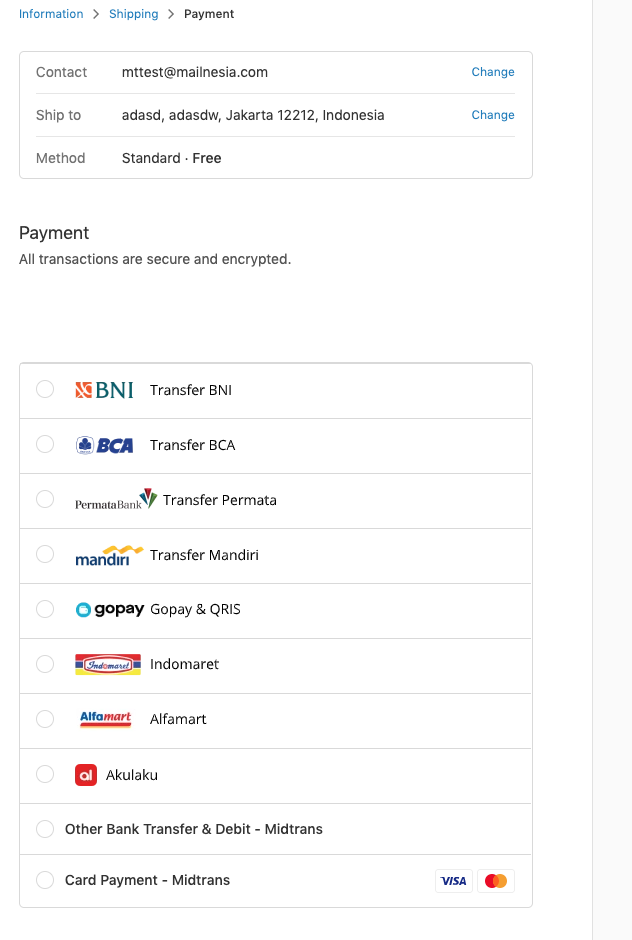 Information > Shipping > Payment
Contact mttest@mailnesia.com Change
Ship to adasd, adasdw, Jakarta 12212, Indonesia Change
Method Standard · Free
Payment
All transactions are secure and encrypted.
BNI Transfer BNI
BCA Transfer BCA
PermataBank Transfer Permata
mandiri Transfer Mandiri
gopay Gopay & QRIS
Indomaret Indomaret
Alfamart Alfamart
al Akulaku
Other Bank Transfer & Debit - Midtrans
Card Payment - Midtrans VISA